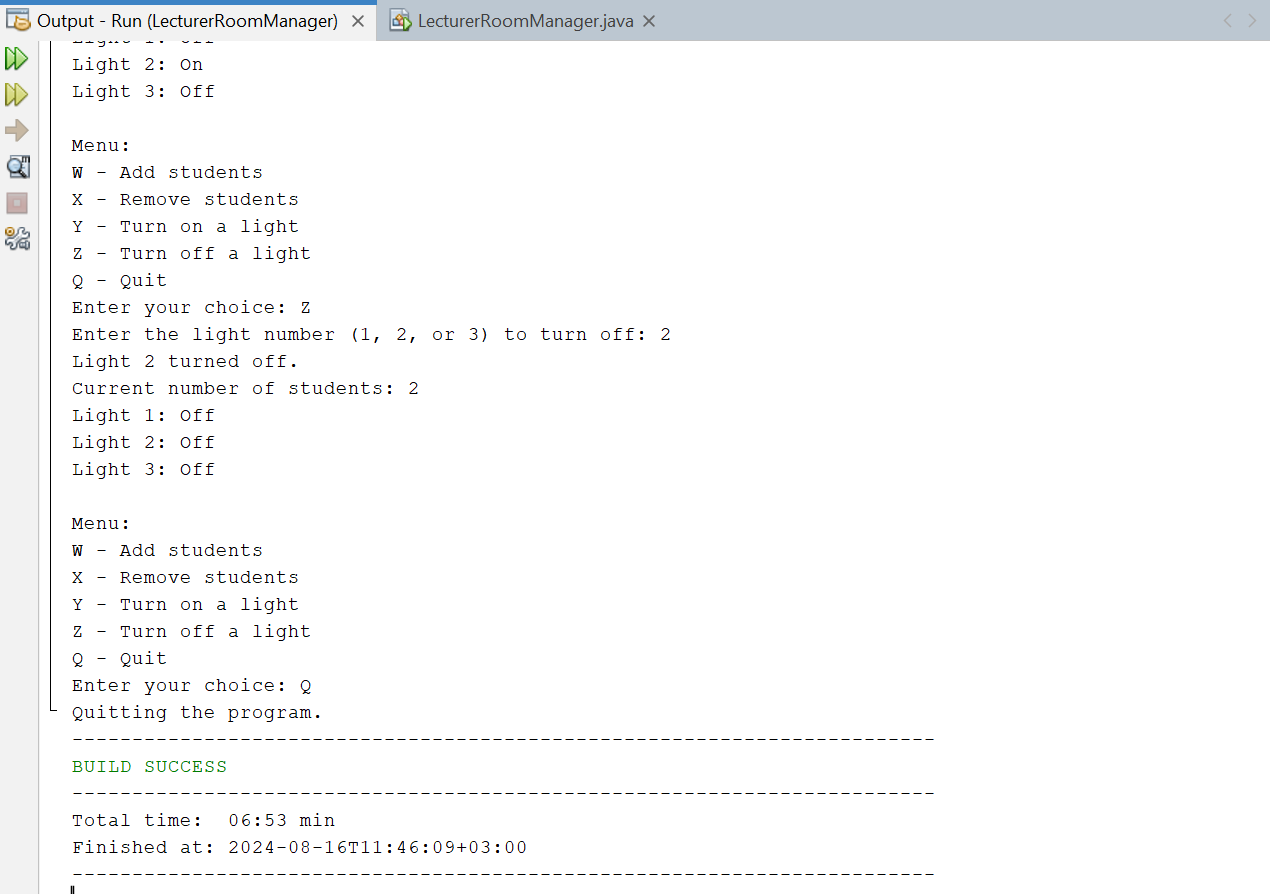 Output - Run (LecturerRoomManager)
LecturerRoomManager.java
Light 2: On
Light 3: Off
Menu:
W - Add students
X - Remove students
Y - Turn on a light
Z - Turn off a light
Q - Quit
Enter your choice: Z
Enter the light number (1, 2, or 3) to turn off: 2
Light 2 turned off.
Current number of students: 2
Light 1: Off
Light 2: Off
Light 3: Off
Menu:
W - Add students
X - Remove students
Y - Turn on a light
Z - Turn off a light
Q - Quit
Enter your choice: Q
Quitting the program.
------------------------------------------------------------------------
BUILD SUCCESS
------------------------------------------------------------------------
Total time:  06:53 min
Finished at: 2024-08-16T11:46:09+03:00
------------------------------------------------------------------------